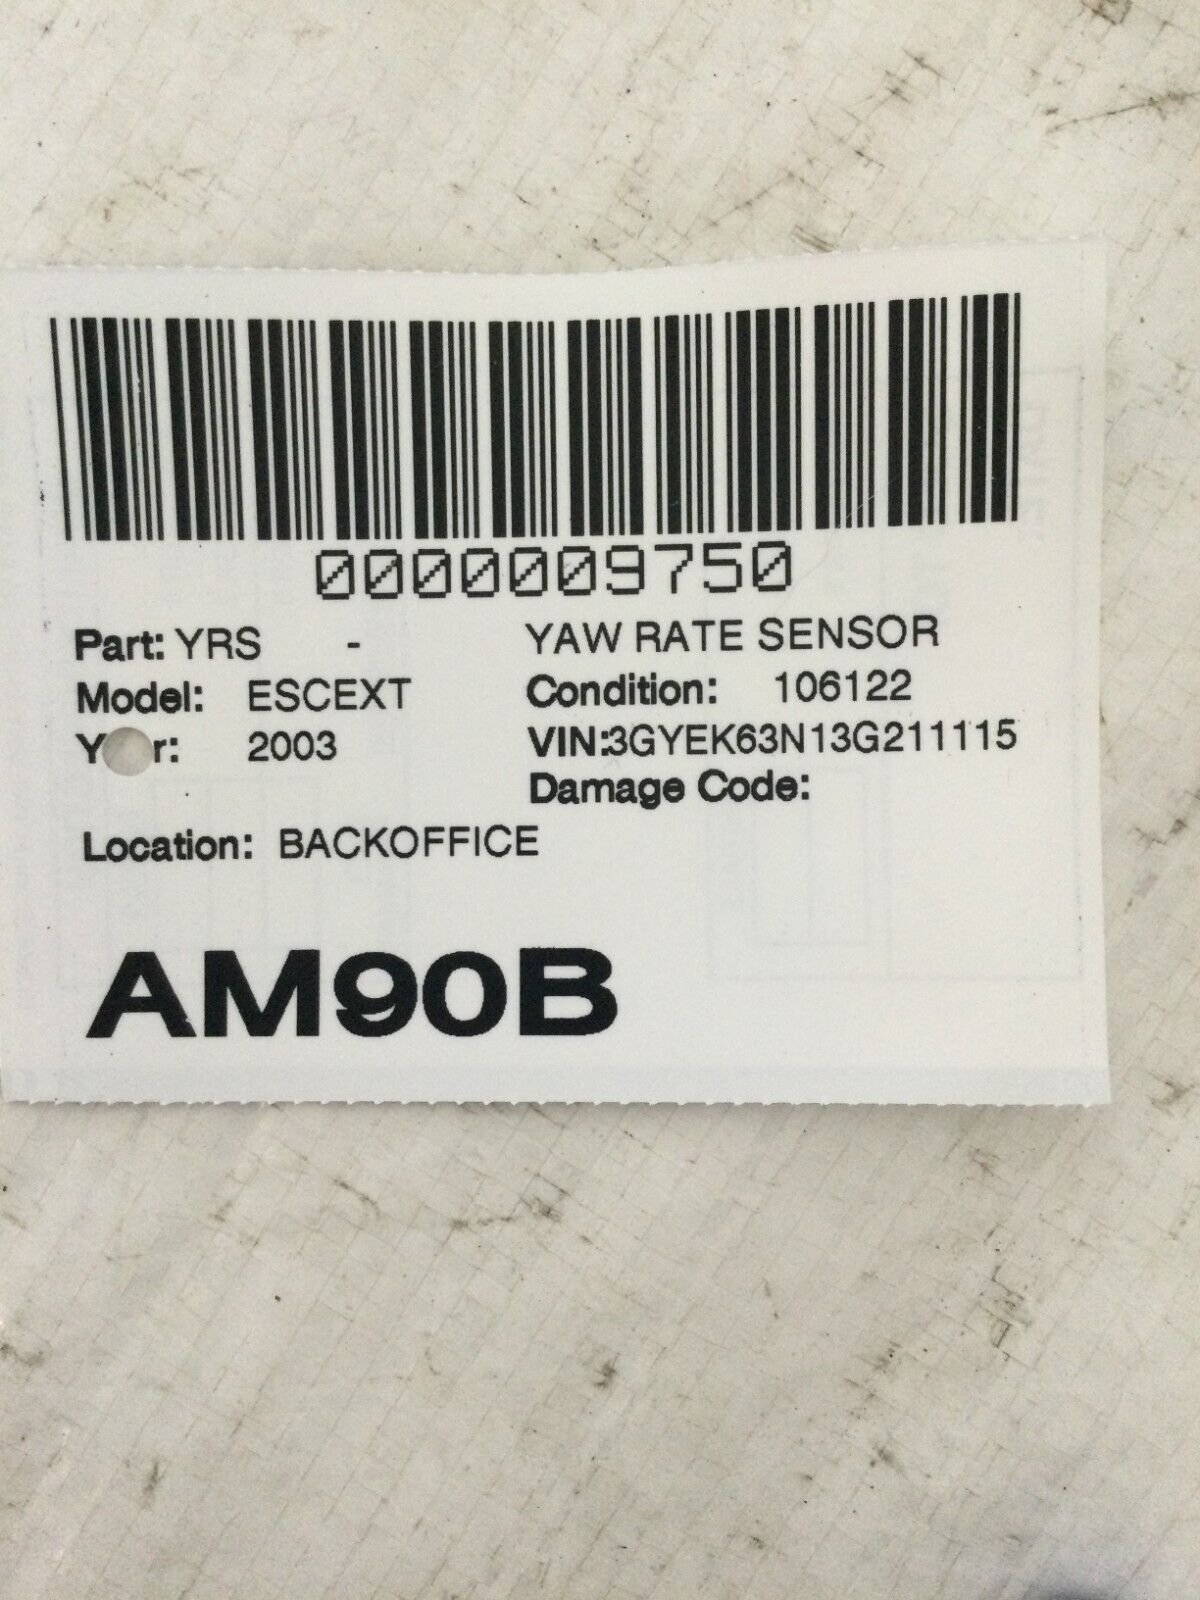 0000009750
Part: YRS - YAW RATE SENSOR
Model: ESCEXT Condition: 106122
Y r: 2003 VIN:3GYEK63N13G211115
Damage Code:
Location: BACKOFFICE
AM90B